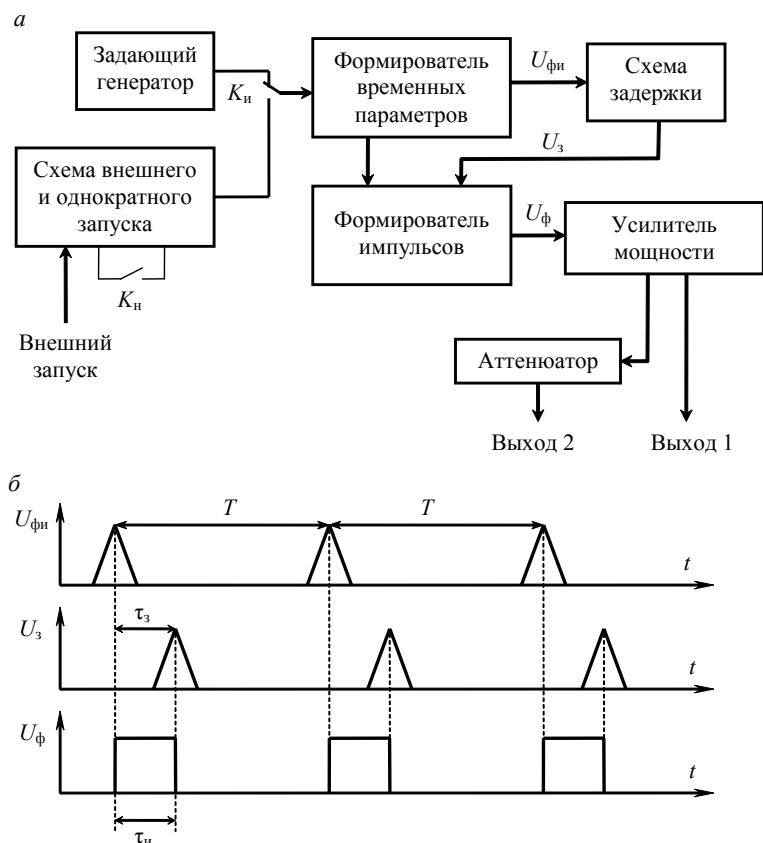 а
Задающий
генератор
Kи
Формирователь
временных
параметров
Uфи
Схема
задержки
Схема внешнего
и однократного
запуска
Uз
Kн
Формирователь
импульсов
Uф
Усилитель
мощности
Внешний
запуск
Аттенюатор
Выход 2
Выход 1
б
Uфи
T
T
t
Uз
τз
t
Uф
t
τи